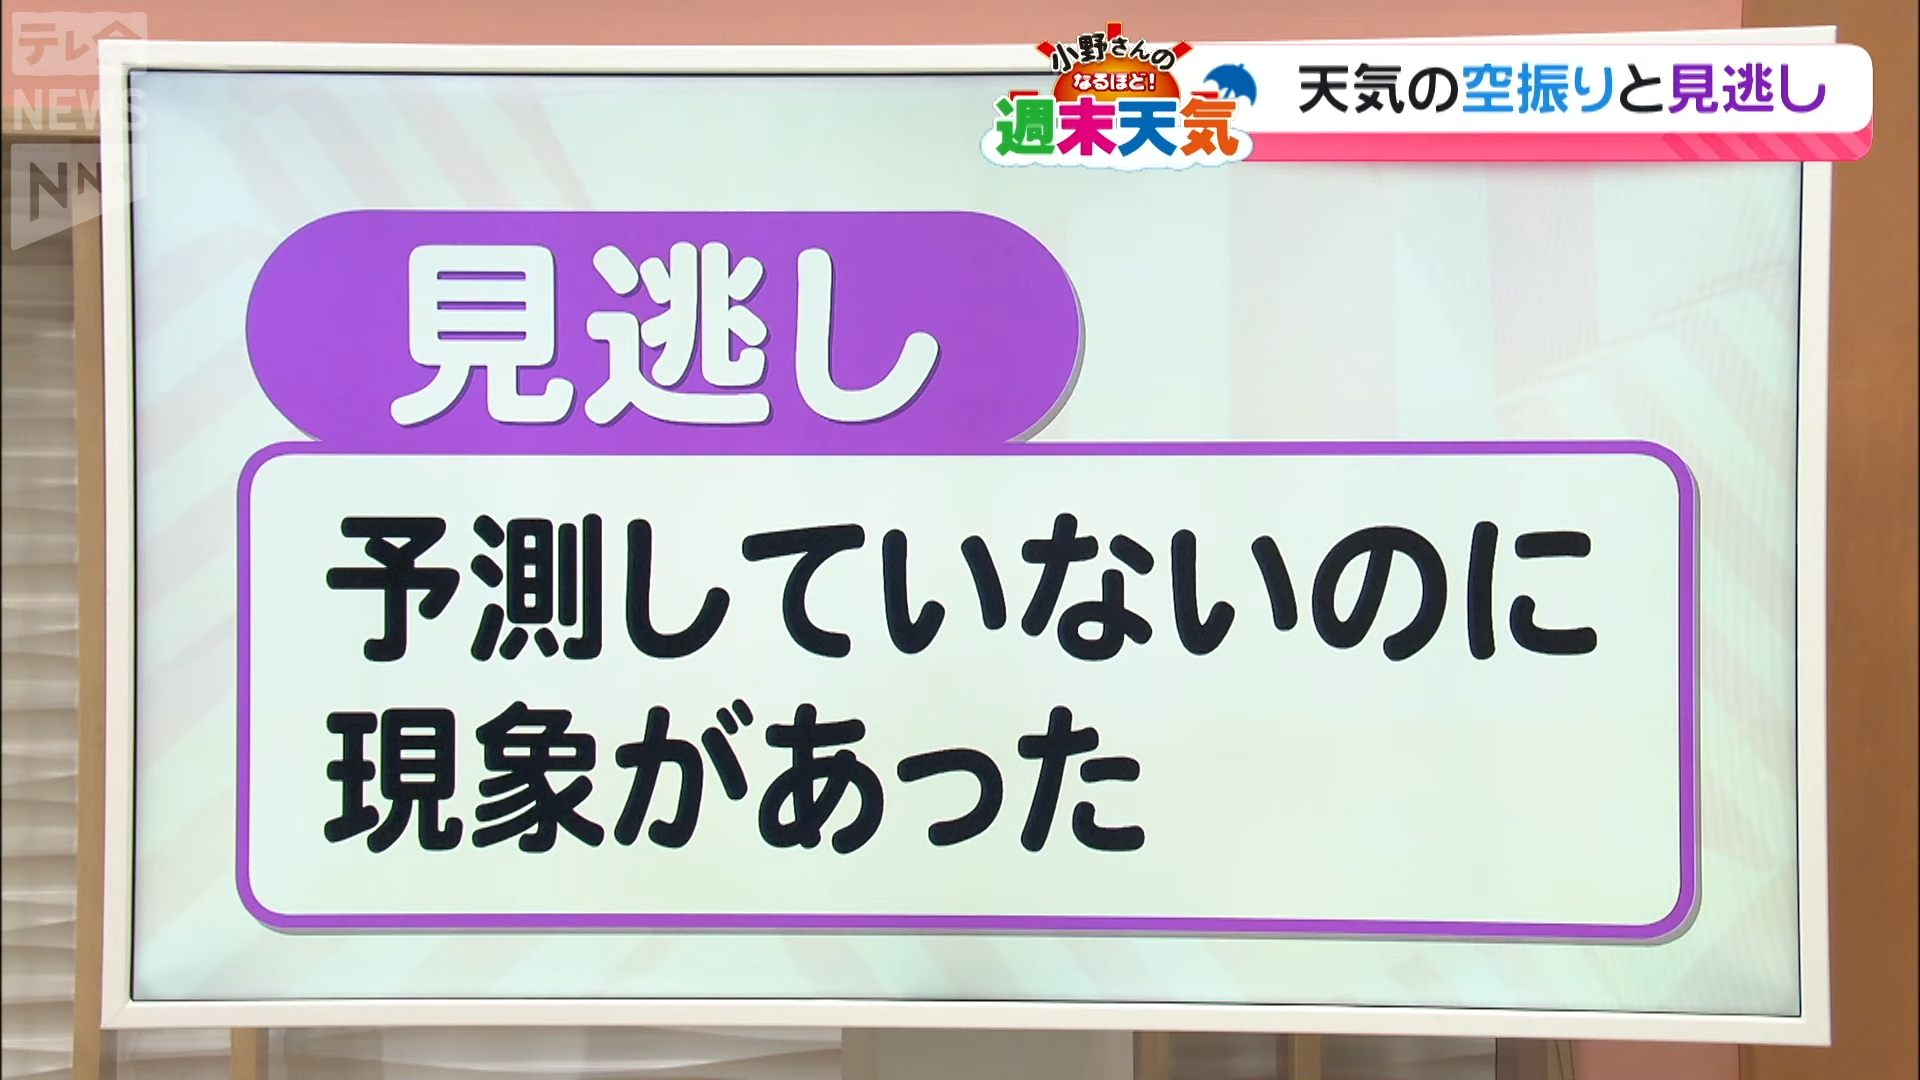 テレ金
NEWS
NNN
小野さんの
なるほど!
週末天気
天気の空振りと見逃し
見逃し
予測していないのに
現象があった